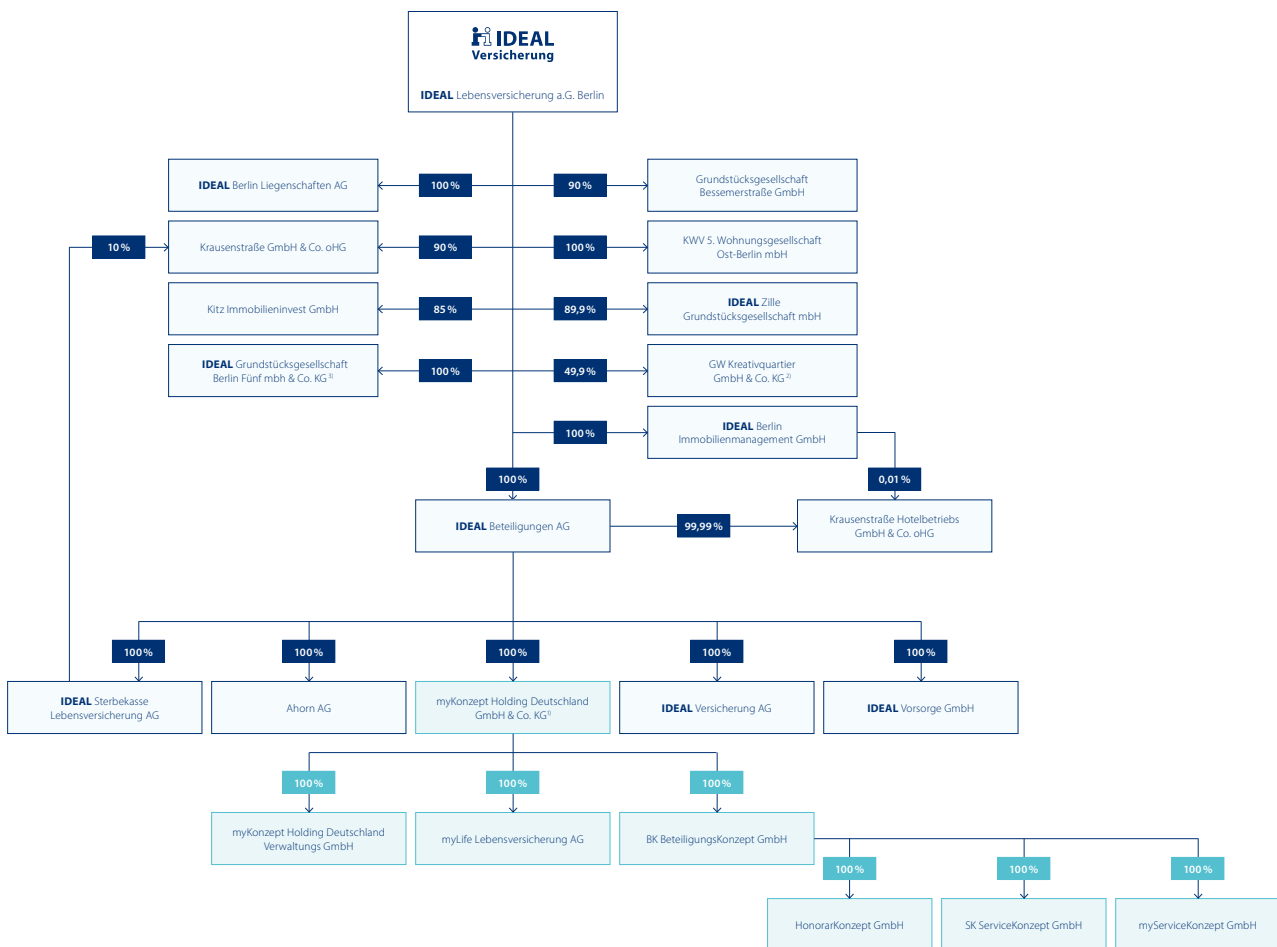 IDEAL
Versicherung
IDEAL Lebensversicherung a.G. Berlin
IDEAL Berlin Liegenschaften AG
100%
90%
Grundstücksgesellschaft
Bessemerstraße GmbH
10%
Krausenstraße GmbH & Co. oHG
90%
100%
KWV 5. Wohnungsgesellschaft
Ost-Berlin mbH
Kitz Immobilieninvest GmbH
85%
89,9%
IDEAL Zille
Grundstücksgesellschaft mbH
IDEAL Grundstücksgesellschaft
Berlin Fünf mbh & Co. KG 3)
100%
49,9%
GW Kreativquartier
GmbH & Co. KG 2)
100%
IDEAL Berlin
Immobilienmanagement GmbH
100%
0,01%
IDEAL Beteiligungen AG
99,99%
Krausenstraße Hotelbetriebs
GmbH & Co. oHG
100%
100%
100%
100%
100%
IDEAL Sterbekasse
Lebensversicherung AG
Ahorn AG
myKonzept Holding Deutschland
GmbH & Co. KG 1)
IDEAL Versicherung AG
IDEAL Vorsorge GmbH
100%
100%
100%
myKonzept Holding Deutschland
Verwaltungs GmbH
myLife Lebensversicherung AG
BK BeteiligungsKonzept GmbH
100%
100%
100%
HonorarKonzept GmbH
SK ServiceKonzept GmbH
myServiceKonzept GmbH